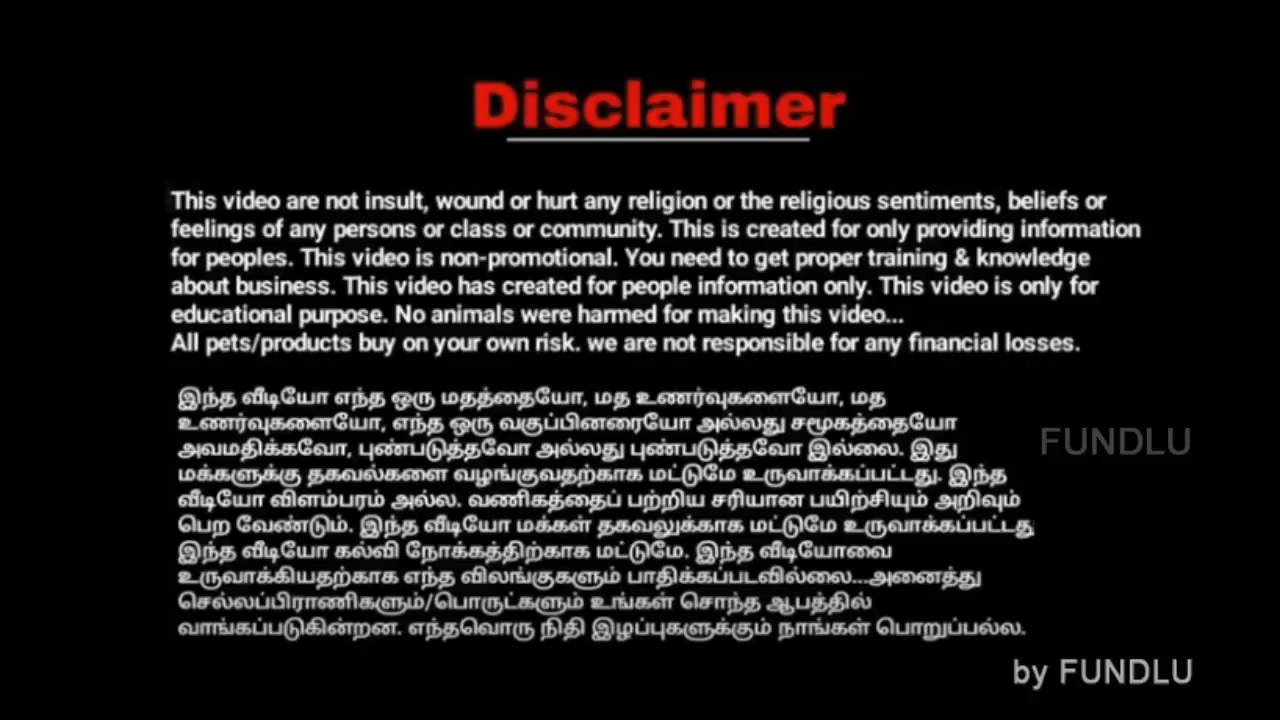 Disclaimer
This video are not insult, wound or hurt any religion or the religious sentiments, beliefs or
feelings of any persons or class or community. This is created for only providing information
for peoples. This video is non-promotional. You need to get proper training & knowledge
about business. This video has created for people information only. This video is only for
educational purpose. No animals were harmed for making this video...
All pets/products buy on your own risk. we are not responsible for any financial losses.
இந்த வீடியோ எந்த ஒரு மதத்தையோ, மத உணர்வுகளையோ, மத
உணர்வுகளையோ, எந்த ஒரு வகுப்பினரையோ அல்லது சமூகத்தையோ
அவமதிக்கவோ, புண்படுத்தவோ அல்லது புண்படுத்தவோ இல்லை. இது
மக்களுக்கு தகவல்களை வழங்குவதற்காக மட்டுமே உருவாக்கப்பட்டது. இந்த
வீடியோ விளம்பரம் அல்ல. வணிகத்தைப் பற்றிய சரியான பயிற்சியும் அறிவும்
பெற வேண்டும். இந்த வீடியோ மக்கள் தகவலுக்காக மட்டுமே உருவாக்கப்பட்டது
இந்த வீடியோ கல்வி நோக்கத்திற்காக மட்டுமே. இந்த வீடியோவை
உருவாக்கியதற்காக எந்த விலங்குகளும் பாதிக்கப்படவில்லை...அனைத்து
செல்லப்பிராணிகளும்/பொருட்களும் உங்கள் சொந்த ஆபத்தில்
வாங்கப்படுகின்றன. எந்தவொரு நிதி இழப்புகளுக்கும் நாங்கள் பொறுப்பல்ல.
FUNDLU
by FUNDLU